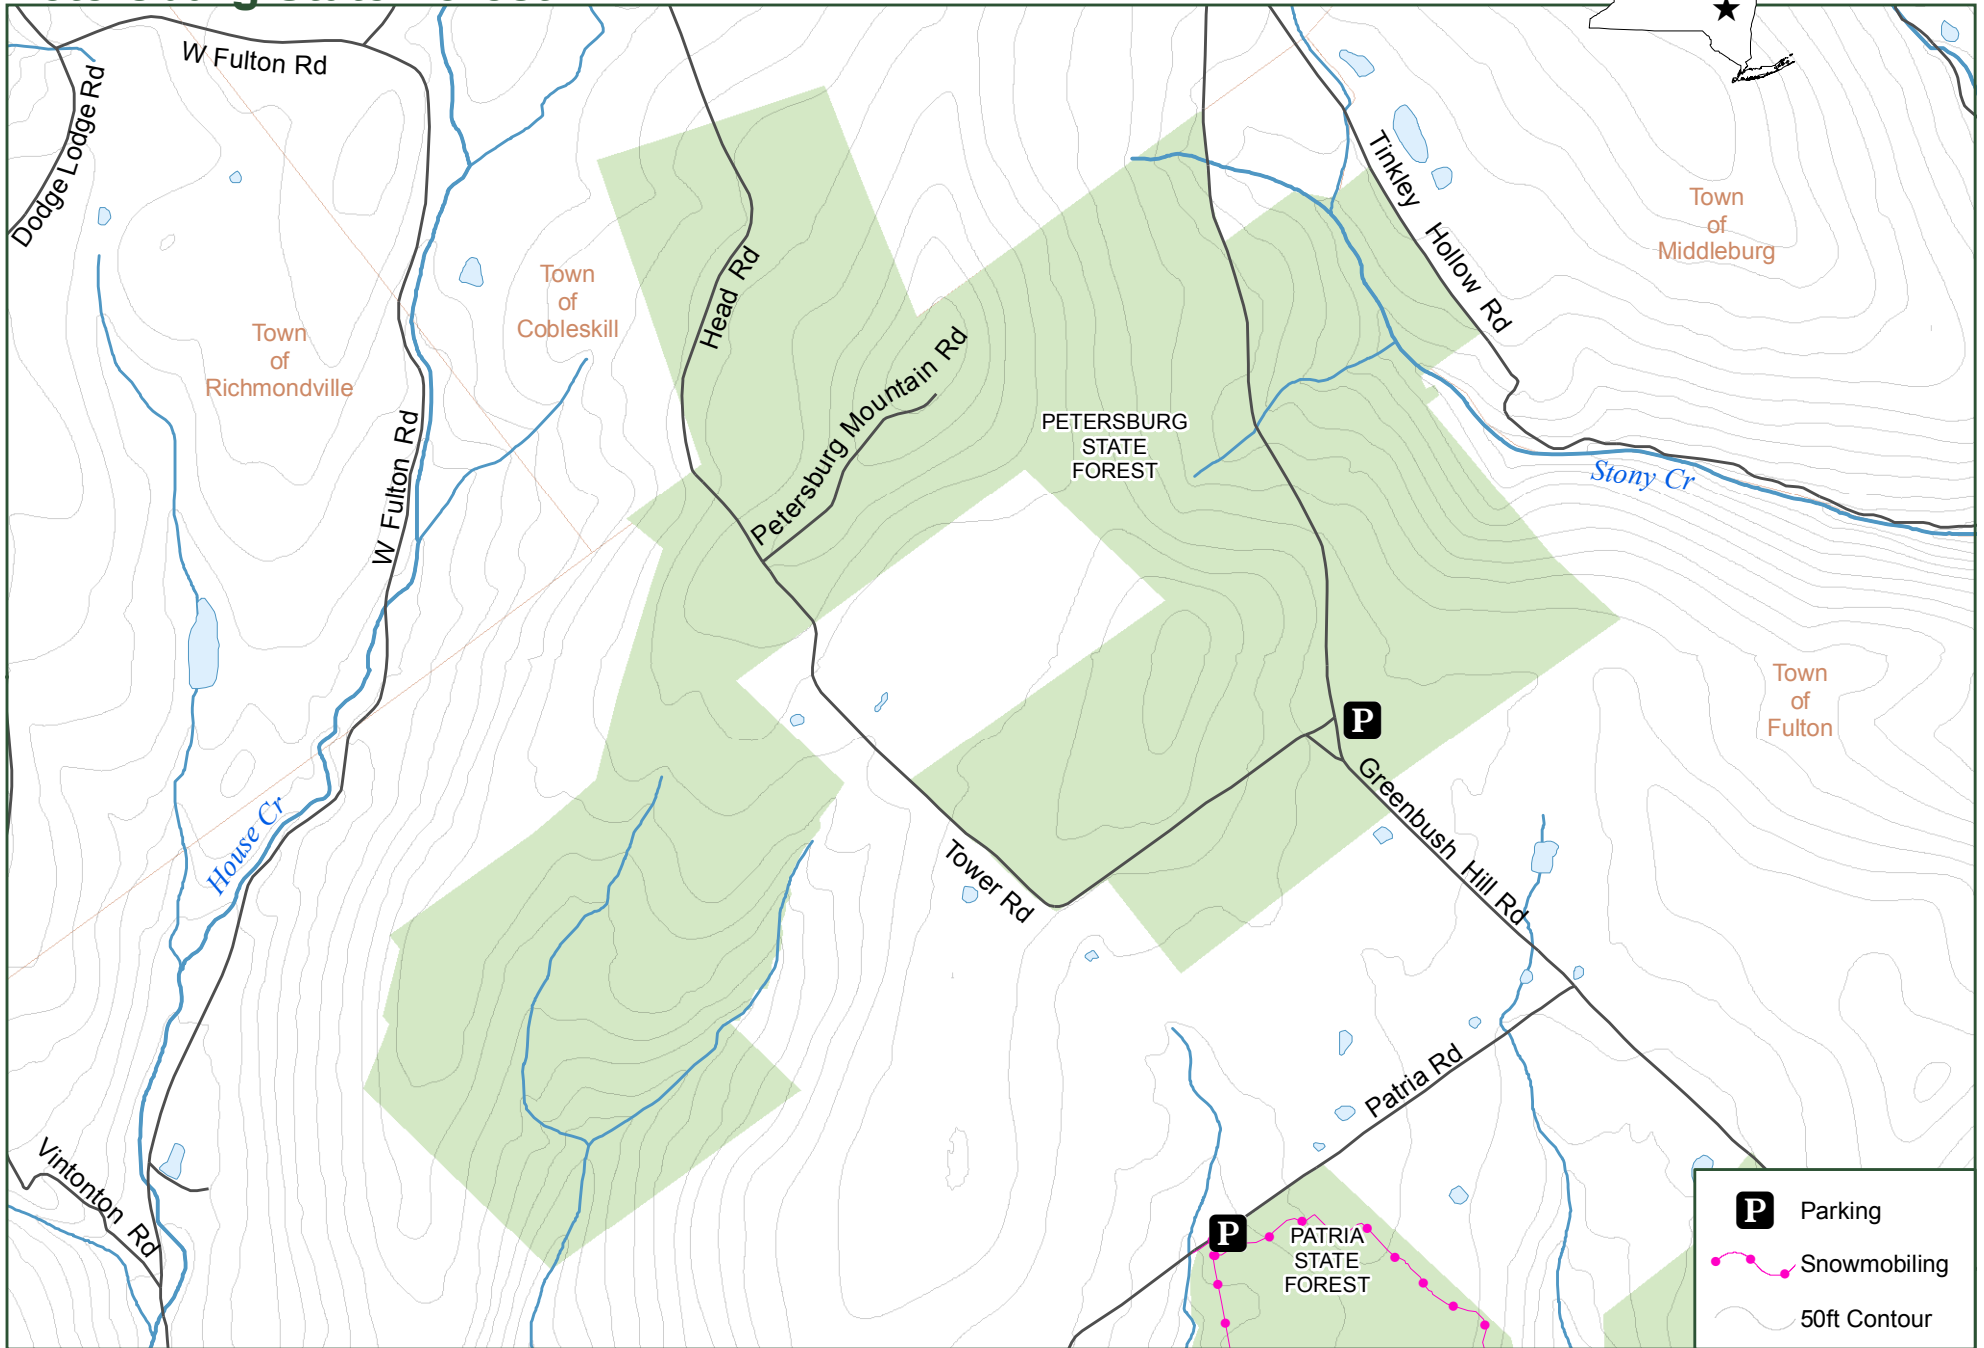 W Fulton Rd
Dodge Lodge Rd
Tinkley Hollow Rd
Town
of
Middleburg
Head Rd
Town
of
Cobleskill
Town
of
Richmondville
Petersburg Mountain Rd
W Fulton Rd
PETERSBURG
STATE
FOREST
Stony Cr
Town
of
Fulton
P
House Cr
Greenbush Hill Rd
Tower Rd
Patria Rd
Vintonton Rd
P
PATRIA
STATE
FOREST
P Parking
Snowmobiling
50ft Contour